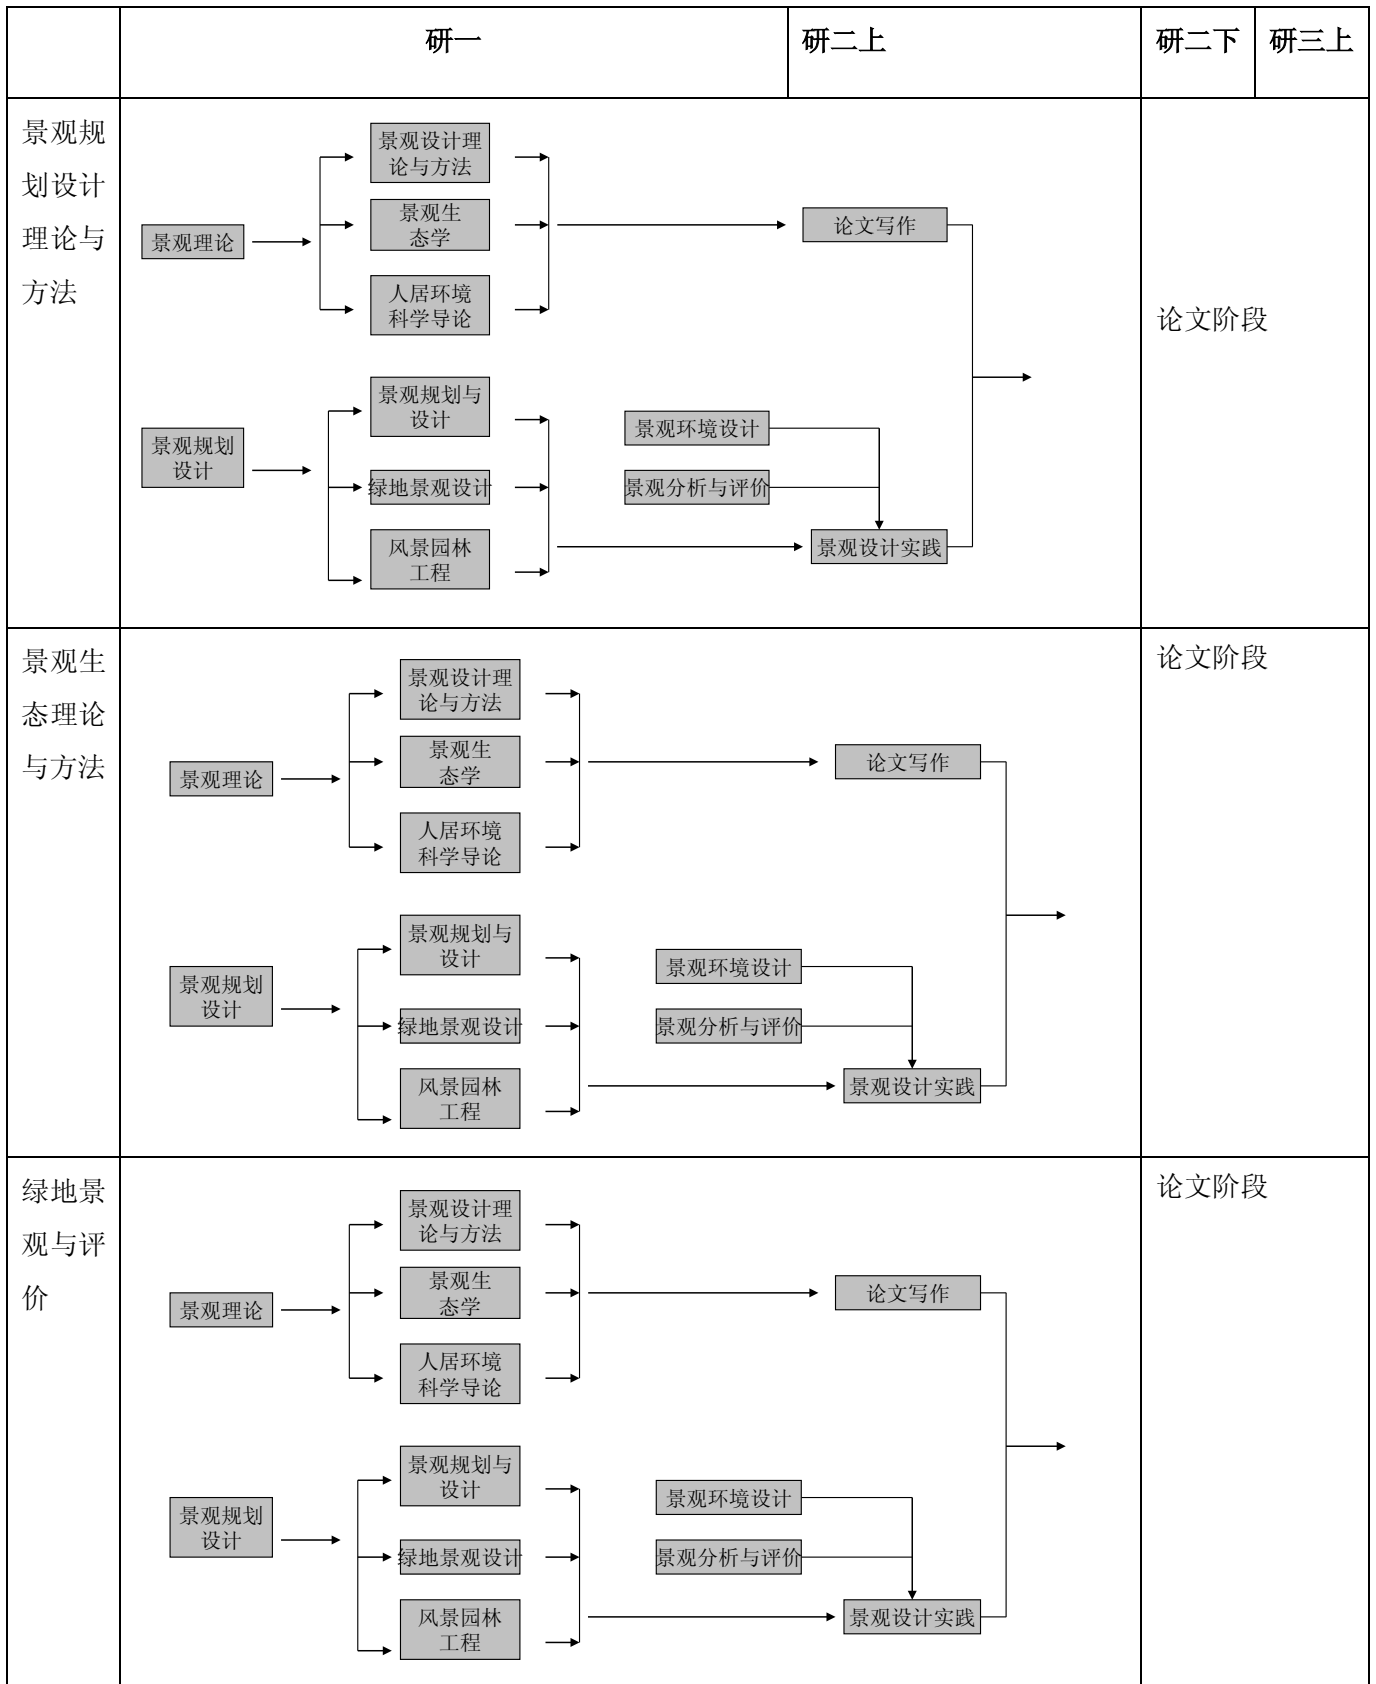 研一
研二上
研二下
研三上
景观规
划设计
理论与
方法
景观理论
景观设计理
论与方法
景观生
态学
人居环境
科学导论
论文写作
景观规划
设计
景观规划与
设计
绿地景观设计
风景园林
工程
景观环境设计
景观分析与评价
景观设计实践
论文阶段
景观生
态理论
与方法
景观理论
景观设计理
论与方法
景观生
态学
人居环境
科学导论
论文写作
景观规划
设计
景观规划与
设计
绿地景观设计
风景园林
工程
景观环境设计
景观分析与评价
景观设计实践
论文阶段
绿地景
观与评
价
景观理论
景观设计理
论与方法
景观生
态学
人居环境
科学导论
论文写作
景观规划
设计
景观规划与
设计
绿地景观设计
风景园林
工程
景观环境设计
景观分析与评价
景观设计实践
论文阶段